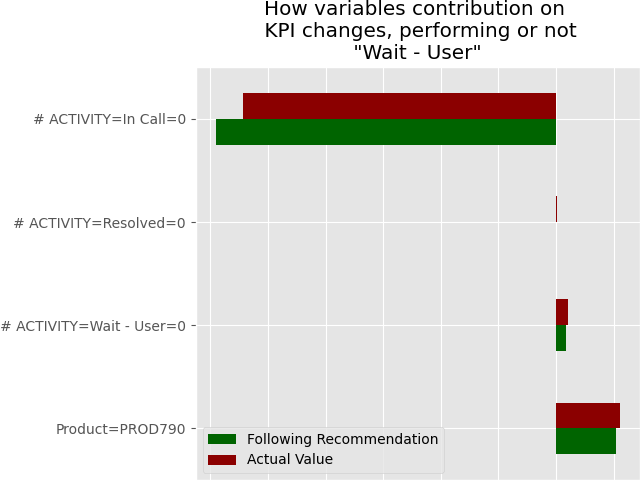 How variables contribution on
KPI changes, performing or not
"Wait - User"
# ACTIVITY=In Call=0
# ACTIVITY=Resolved=0
# ACTIVITY=Wait - User=0
Product=PROD790
Following Recommendation
Actual Value